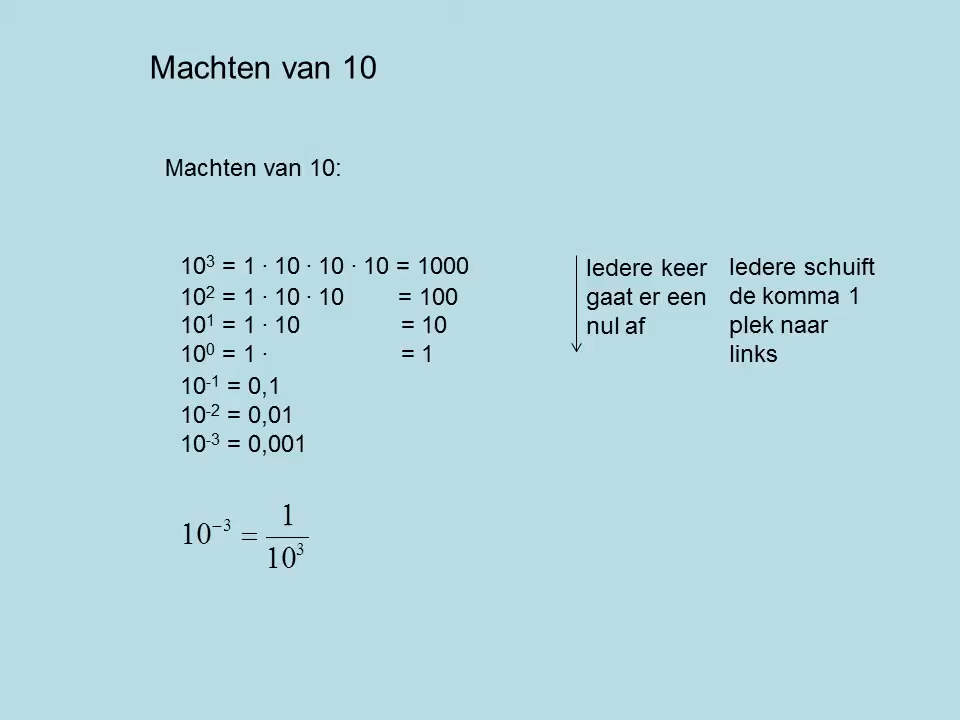 Machten van 10
Machten van 10:
10³ = 1 · 10 · 10 · 10 = 1000
10² = 1 · 10 · 10 = 100
10¹ = 1 · 10 = 10
10⁰ = 1 · = 1
10⁻¹ = 0,1
10⁻² = 0,01
10⁻³ = 0,001
Iedere keer
gaat er een
nul af
Iedere schuift
de komma 1
plek naar
links
10⁻³ = 1/10³